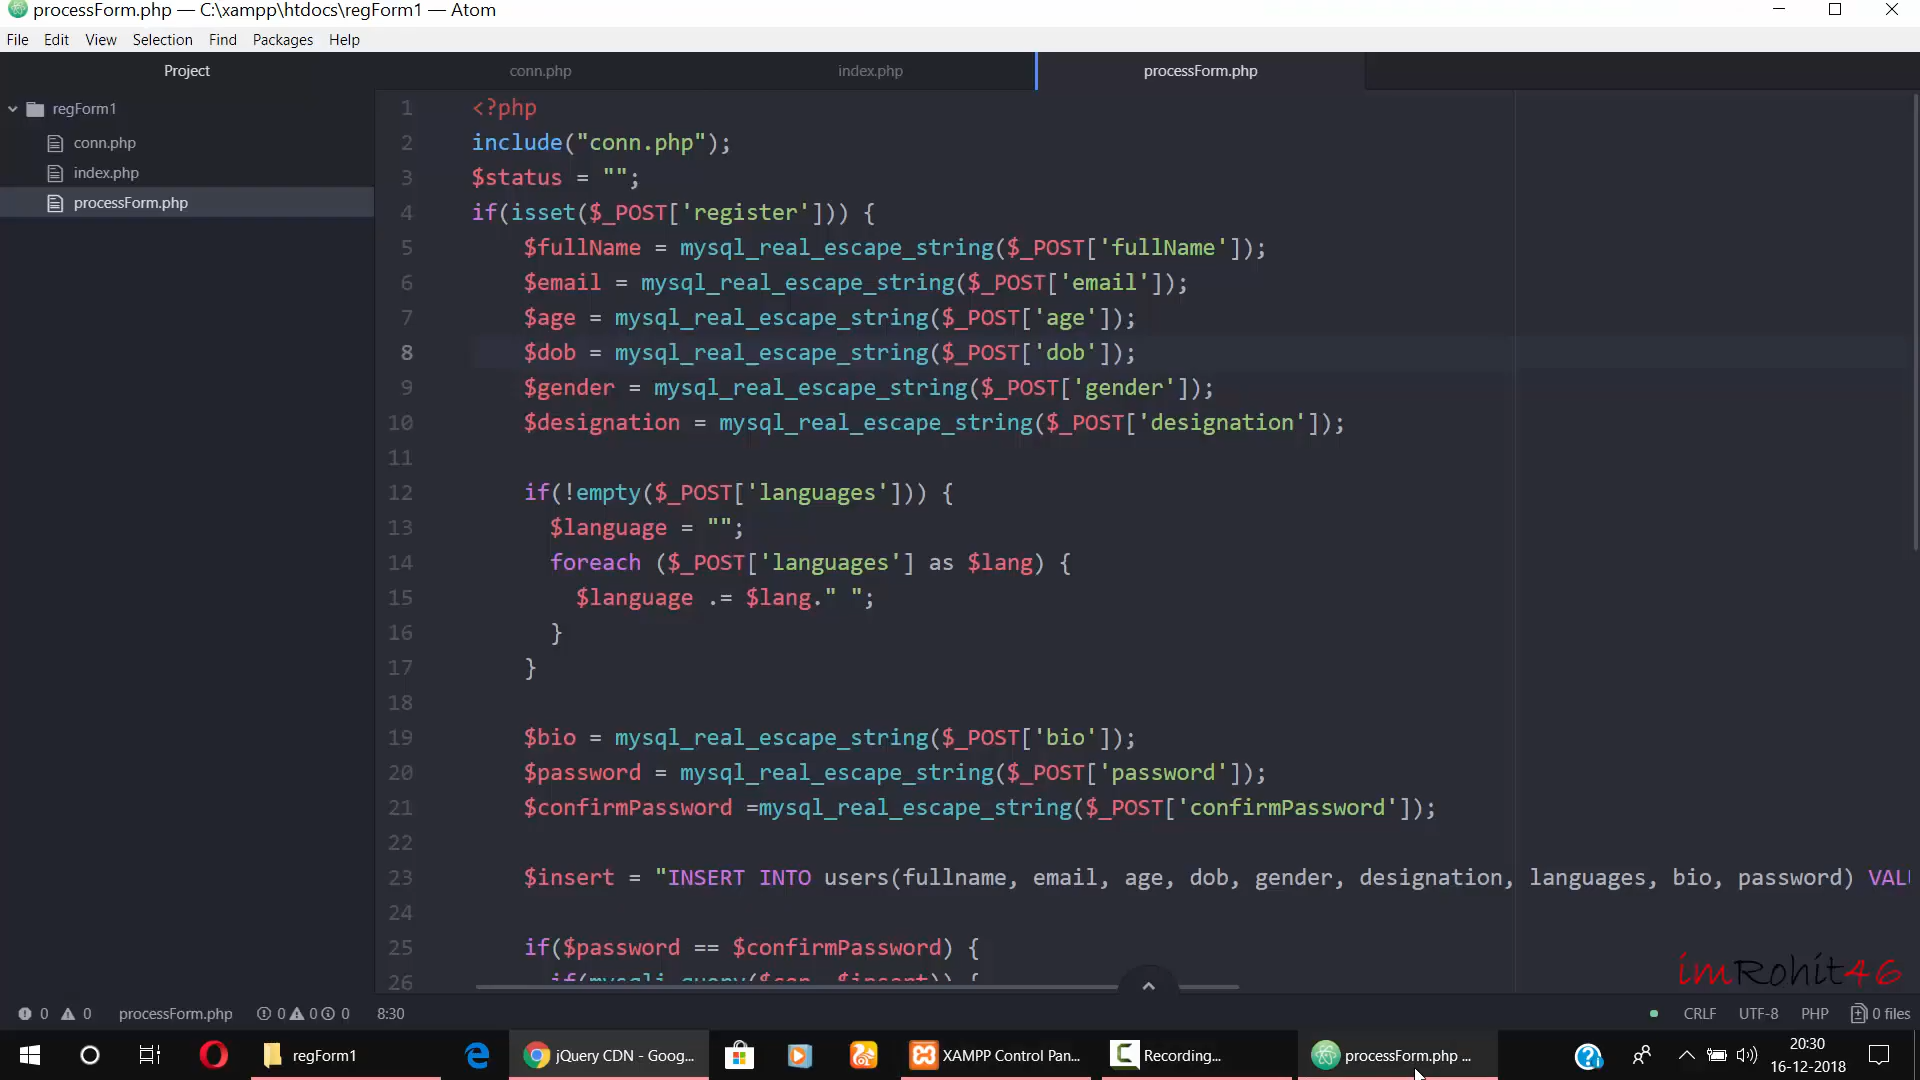 processForm.php — C:\xampp\htdocs\regForm1 — Atom
File Edit View Selection Find Packages Help
Project conn.php index.php processForm.php
regForm1
conn.php
index.php
processForm.php
1 <?php
2 include("conn.php");
3 $status = "";
4 if(isset($_POST['register'])) {
5 $fullName = mysql_real_escape_string($_POST['fullName']);
6 $email = mysql_real_escape_string($_POST['email']);
7 $age = mysql_real_escape_string($_POST['age']);
8 $dob = mysql_real_escape_string($_POST['dob']);
9 $gender = mysql_real_escape_string($_POST['gender']);
10 $designation = mysql_real_escape_string($_POST['designation']);
11
12 if(!empty($_POST['languages'])) {
13 $language = "";
14 foreach ($_POST['languages'] as $lang) {
15 $language .= $lang." ";
16 }
17 }
18
19 $bio = mysql_real_escape_string($_POST['bio']);
20 $password = mysql_real_escape_string($_POST['password']);
21 $confirmPassword =mysql_real_escape_string($_POST['confirmPassword']);
22
23 $insert = "INSERT INTO users(fullname, email, age, dob, gender, designation, languages, bio, password) VAL
24
25 if($password == $confirmPassword) {
26 if(mysqli_query($con, $insert)) {
imRohit46
0 0 processForm.php 0 0 0 8:30 CRLF UTF-8 PHP 0 files
regForm1 jQuery CDN - Goog... XAMPP Control Pan... Recording... processForm.php ... 20:30
16-12-2018